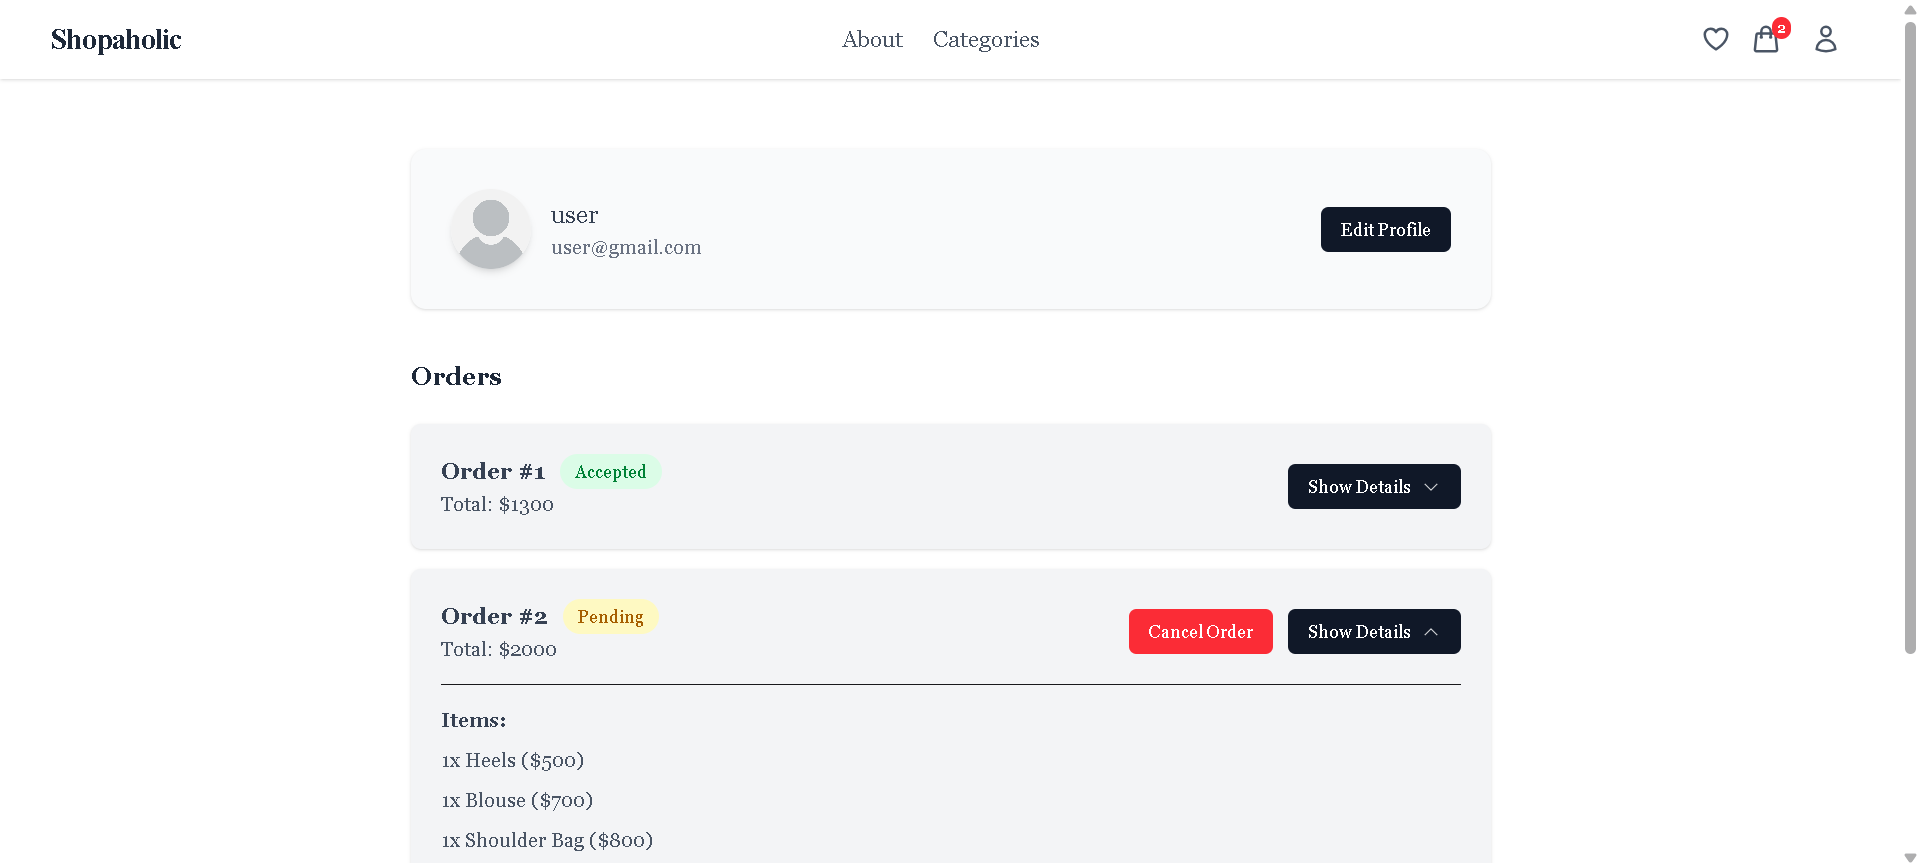 Shopaholic
About Categories
2
user
user@gmail.com
Edit Profile
Orders
Order #1 Accepted
Total: $1300
Show Details
Order #2 Pending
Total: $2000
Cancel Order Show Details
Items:
1x Heels ($500)
1x Blouse ($700)
1x Shoulder Bag ($800)